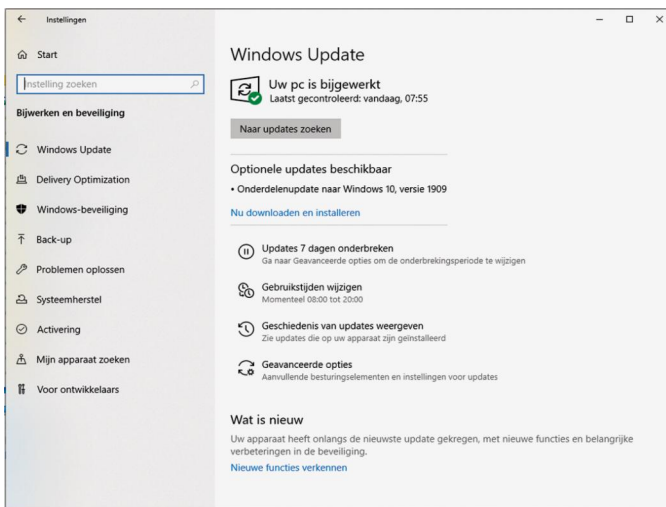 Instellingen
Start
Instelling zoeken
Bijwerken en beveiliging
Windows Update
Delivery Optimization
Windows-beveiliging
Back-up
Problemen oplossen
Systeemherstel
Activering
Mijn apparaat zoeken
Voor ontwikkelaars
Windows Update
Uw pc is bijgewerkt
Laatst gecontroleerd: vandaag, 07:55
Naar updates zoeken
Optionele updates beschikbaar
• Onderdelenupdate naar Windows 10, versie 1909
Nu downloaden en installeren
Updates 7 dagen onderbreken
Ga naar Geavanceerde opties om de onderbrekingsperiode te wijzigen
Gebruikstijden wijzigen
Momenteel 08:00 tot 20:00
Geschiedenis van updates weergeven
Zie updates die op uw apparaat zijn geïnstalleerd
Geavanceerde opties
Aanvullende besturingselementen en instellingen voor updates
Wat is nieuw
Uw apparaat heeft onlangs de nieuwste update gekregen, met nieuwe functies en belangrijke
verbeteringen in de beveiliging.
Nieuwe functies verkennen